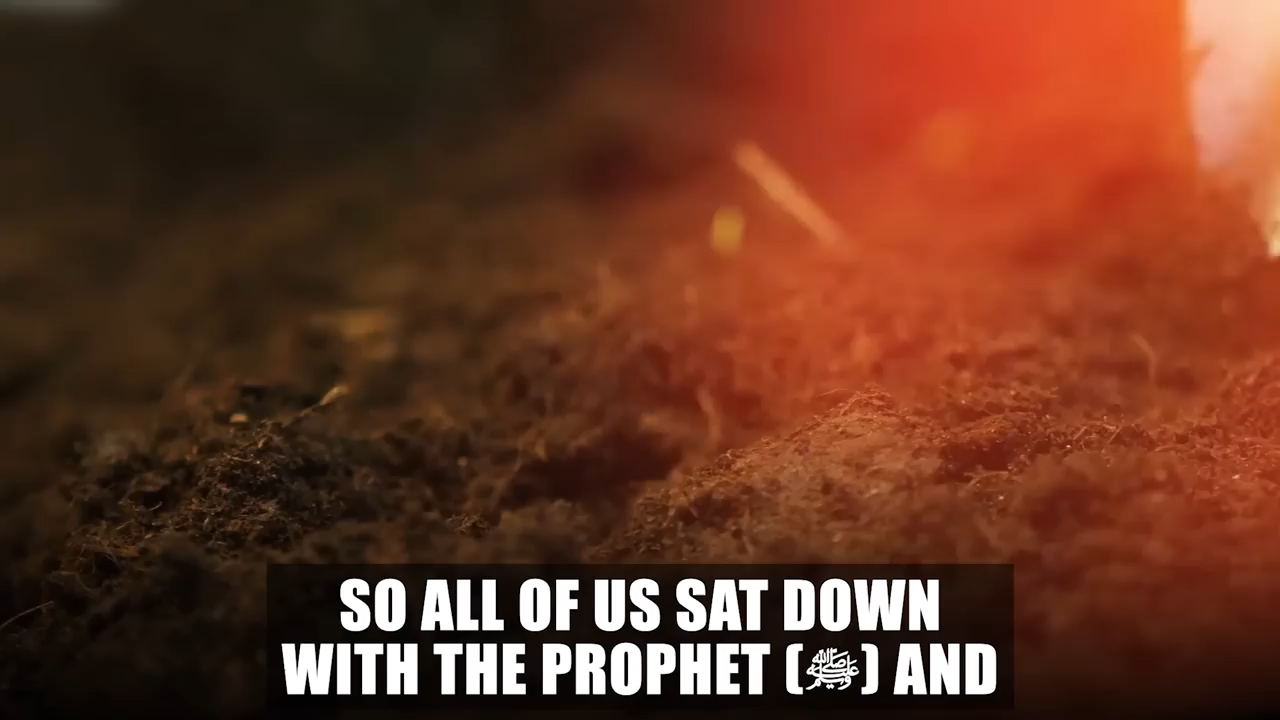 SO ALL OF US SAT DOWN
WITH THE PROPHET (ﷺ) AND